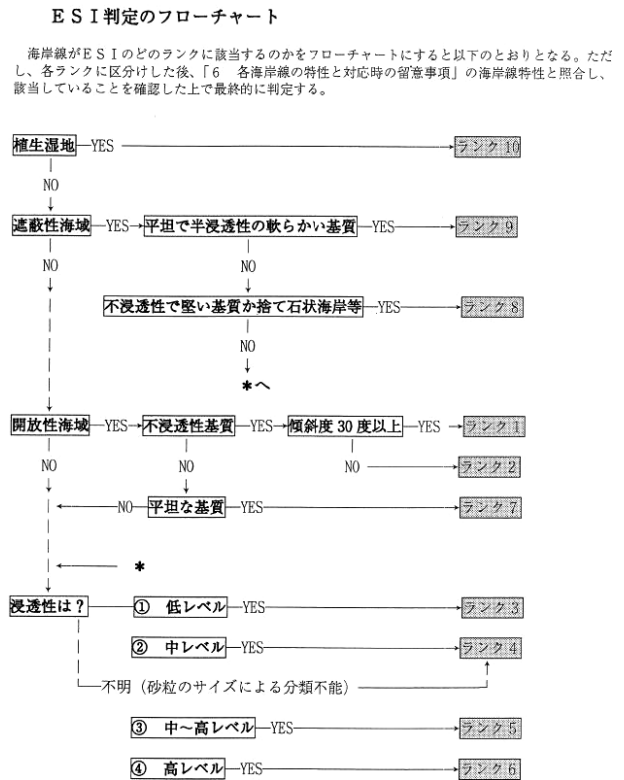 ＥＳＩ判定のフローチャート
海岸線がＥＳＩのどのランクに該当するのかをフローチャートにすると以下のとおりとなる。ただ
し、各ランクに区分けした後、「６　各海岸線の特性と対応時の留意事項」の海岸線特性と照合し、
該当していることを確認した上で最終的に判定する。
植生湿地 YES ランク 10
NO
遮蔽性海域 YES 平坦で半浸透性の軟らかい基質 YES ランク 9
NO NO
不浸透性で堅い基質か捨て石状海岸等 YES ランク 8
NO
＊へ
開放性海域 YES 不浸透性基質 YES 傾斜度 30 度以上 YES ランク 1
NO NO NO ランク 2
NO 平坦な基質 YES ランク 7
＊
浸透性は？ ① 低レベル YES ランク 3
② 中レベル YES ランク 4
不明（砂粒のサイズによる分類不能）
③ 中～高レベル YES ランク 5
④ 高レベル YES ランク 6